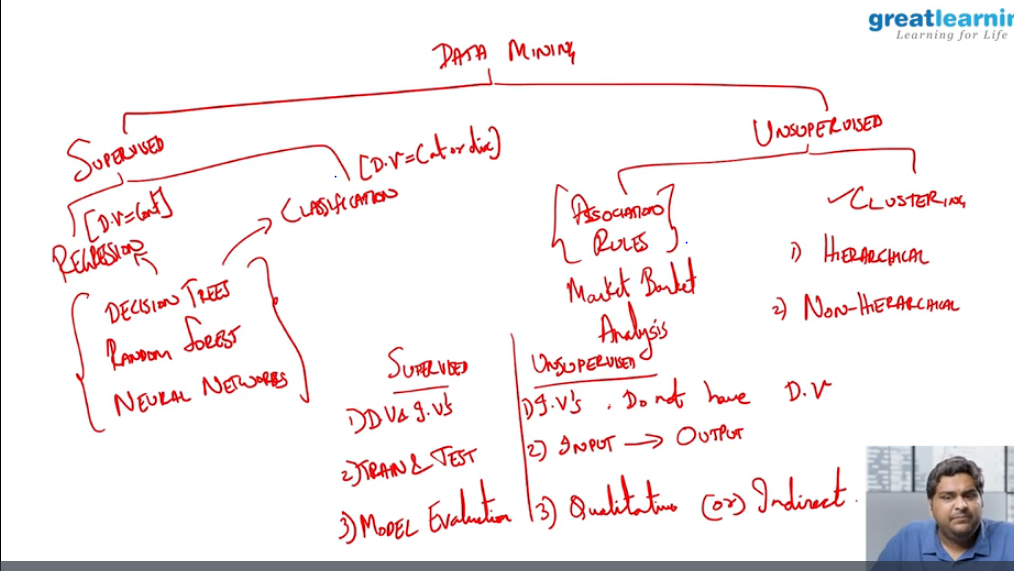 greatlearnin
Learning for Life
DATA MINING
SUPERVISED
UNSUPERVISED
[D.V=Cat or disc]
[D.V=Cont]
CLASSIFICATION
REGRESSION
DECISION TREES
RANDOM FOREST
NEURAL NETWORKS
[ASSOCIATION
RULES]
Market Basket
Analysis
✓CLUSTERING
1) HIERARCHICAL
2) NON-HIERARCHICAL
SUPERVISED
1) D.V & I.V's
2) TRAIN & TEST
3) MODEL Evaluation
UNSUPERVISED
1) I.V's. Do not have D.V
2) INPUT → OUTPUT
3) Qualitative (or) Indirect.